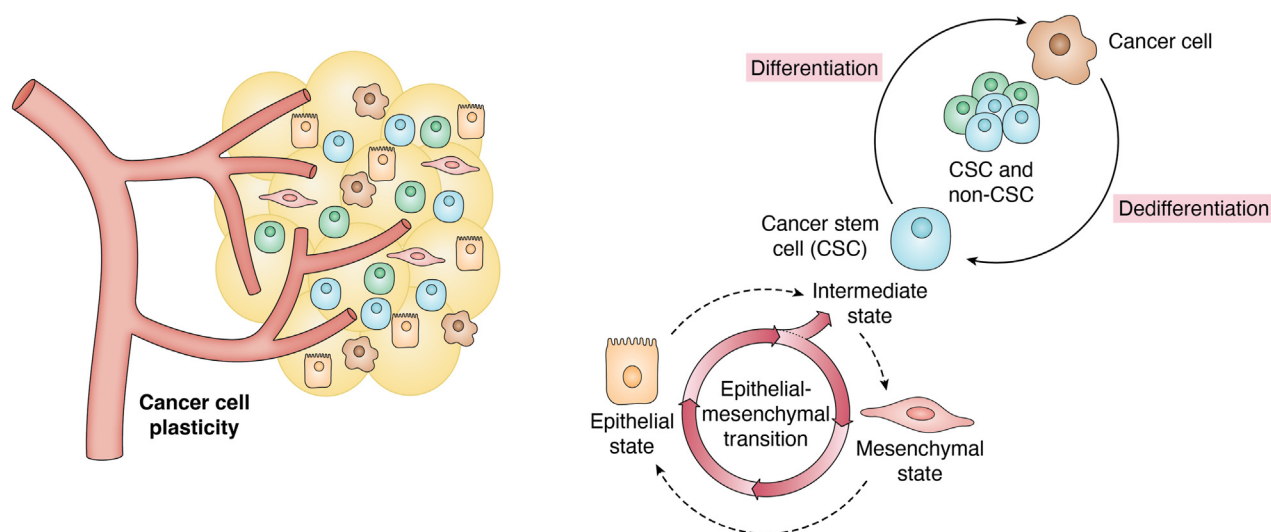 Cancer cell
plasticity
Differentiation
Cancer cell
CSC and
non-CSC
Dedifferentiation
Cancer stem
cell (CSC)
Intermediate
state
Epithelial
state
Epithelial-
mesenchymal
transition
Mesenchymal
state